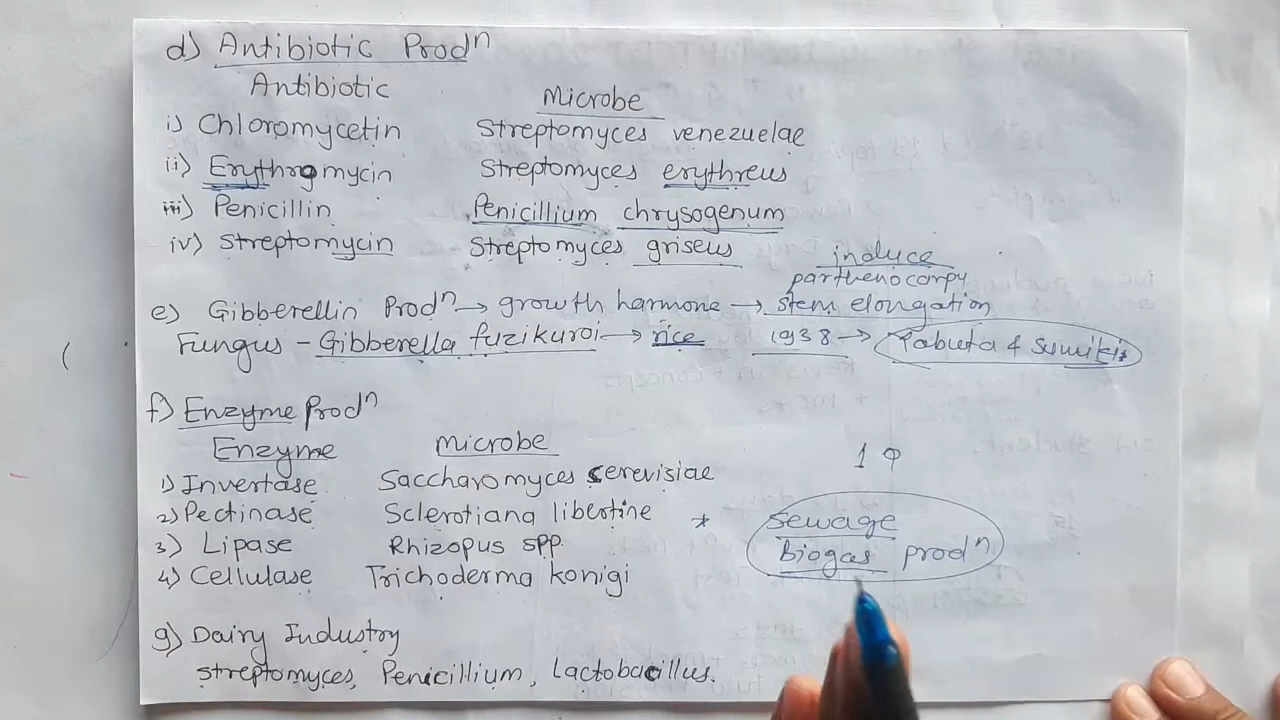 d) Antibiotic Prodⁿ
Antibiotic Microbe
i) Chloromycetin Streptomyces venezuelae
ii) Erythromycin Streptomyces erythreus
iii) Penicillin Penicillium chrysogenum
iv) Streptomycin Streptomyces griseus
induce
parthenocarpy
e) Gibberellin Prodⁿ → growth hormone → stem elongation
Fungus - Gibberella fuzikuroi → rice 1938 → Yabuta & Sumiki
f) Enzyme Prodⁿ
Enzyme Microbe
1) Invertase Saccharomyces cerevisiae
2) Pectinase Sclerotiana libertine
3) Lipase Rhizopus spp.
4) Cellulase Trichoderma konigi
1 Q
* Sewage
Biogas prodⁿ
g) Dairy Industry
streptomyces, Penicillium, Lactobacillus.